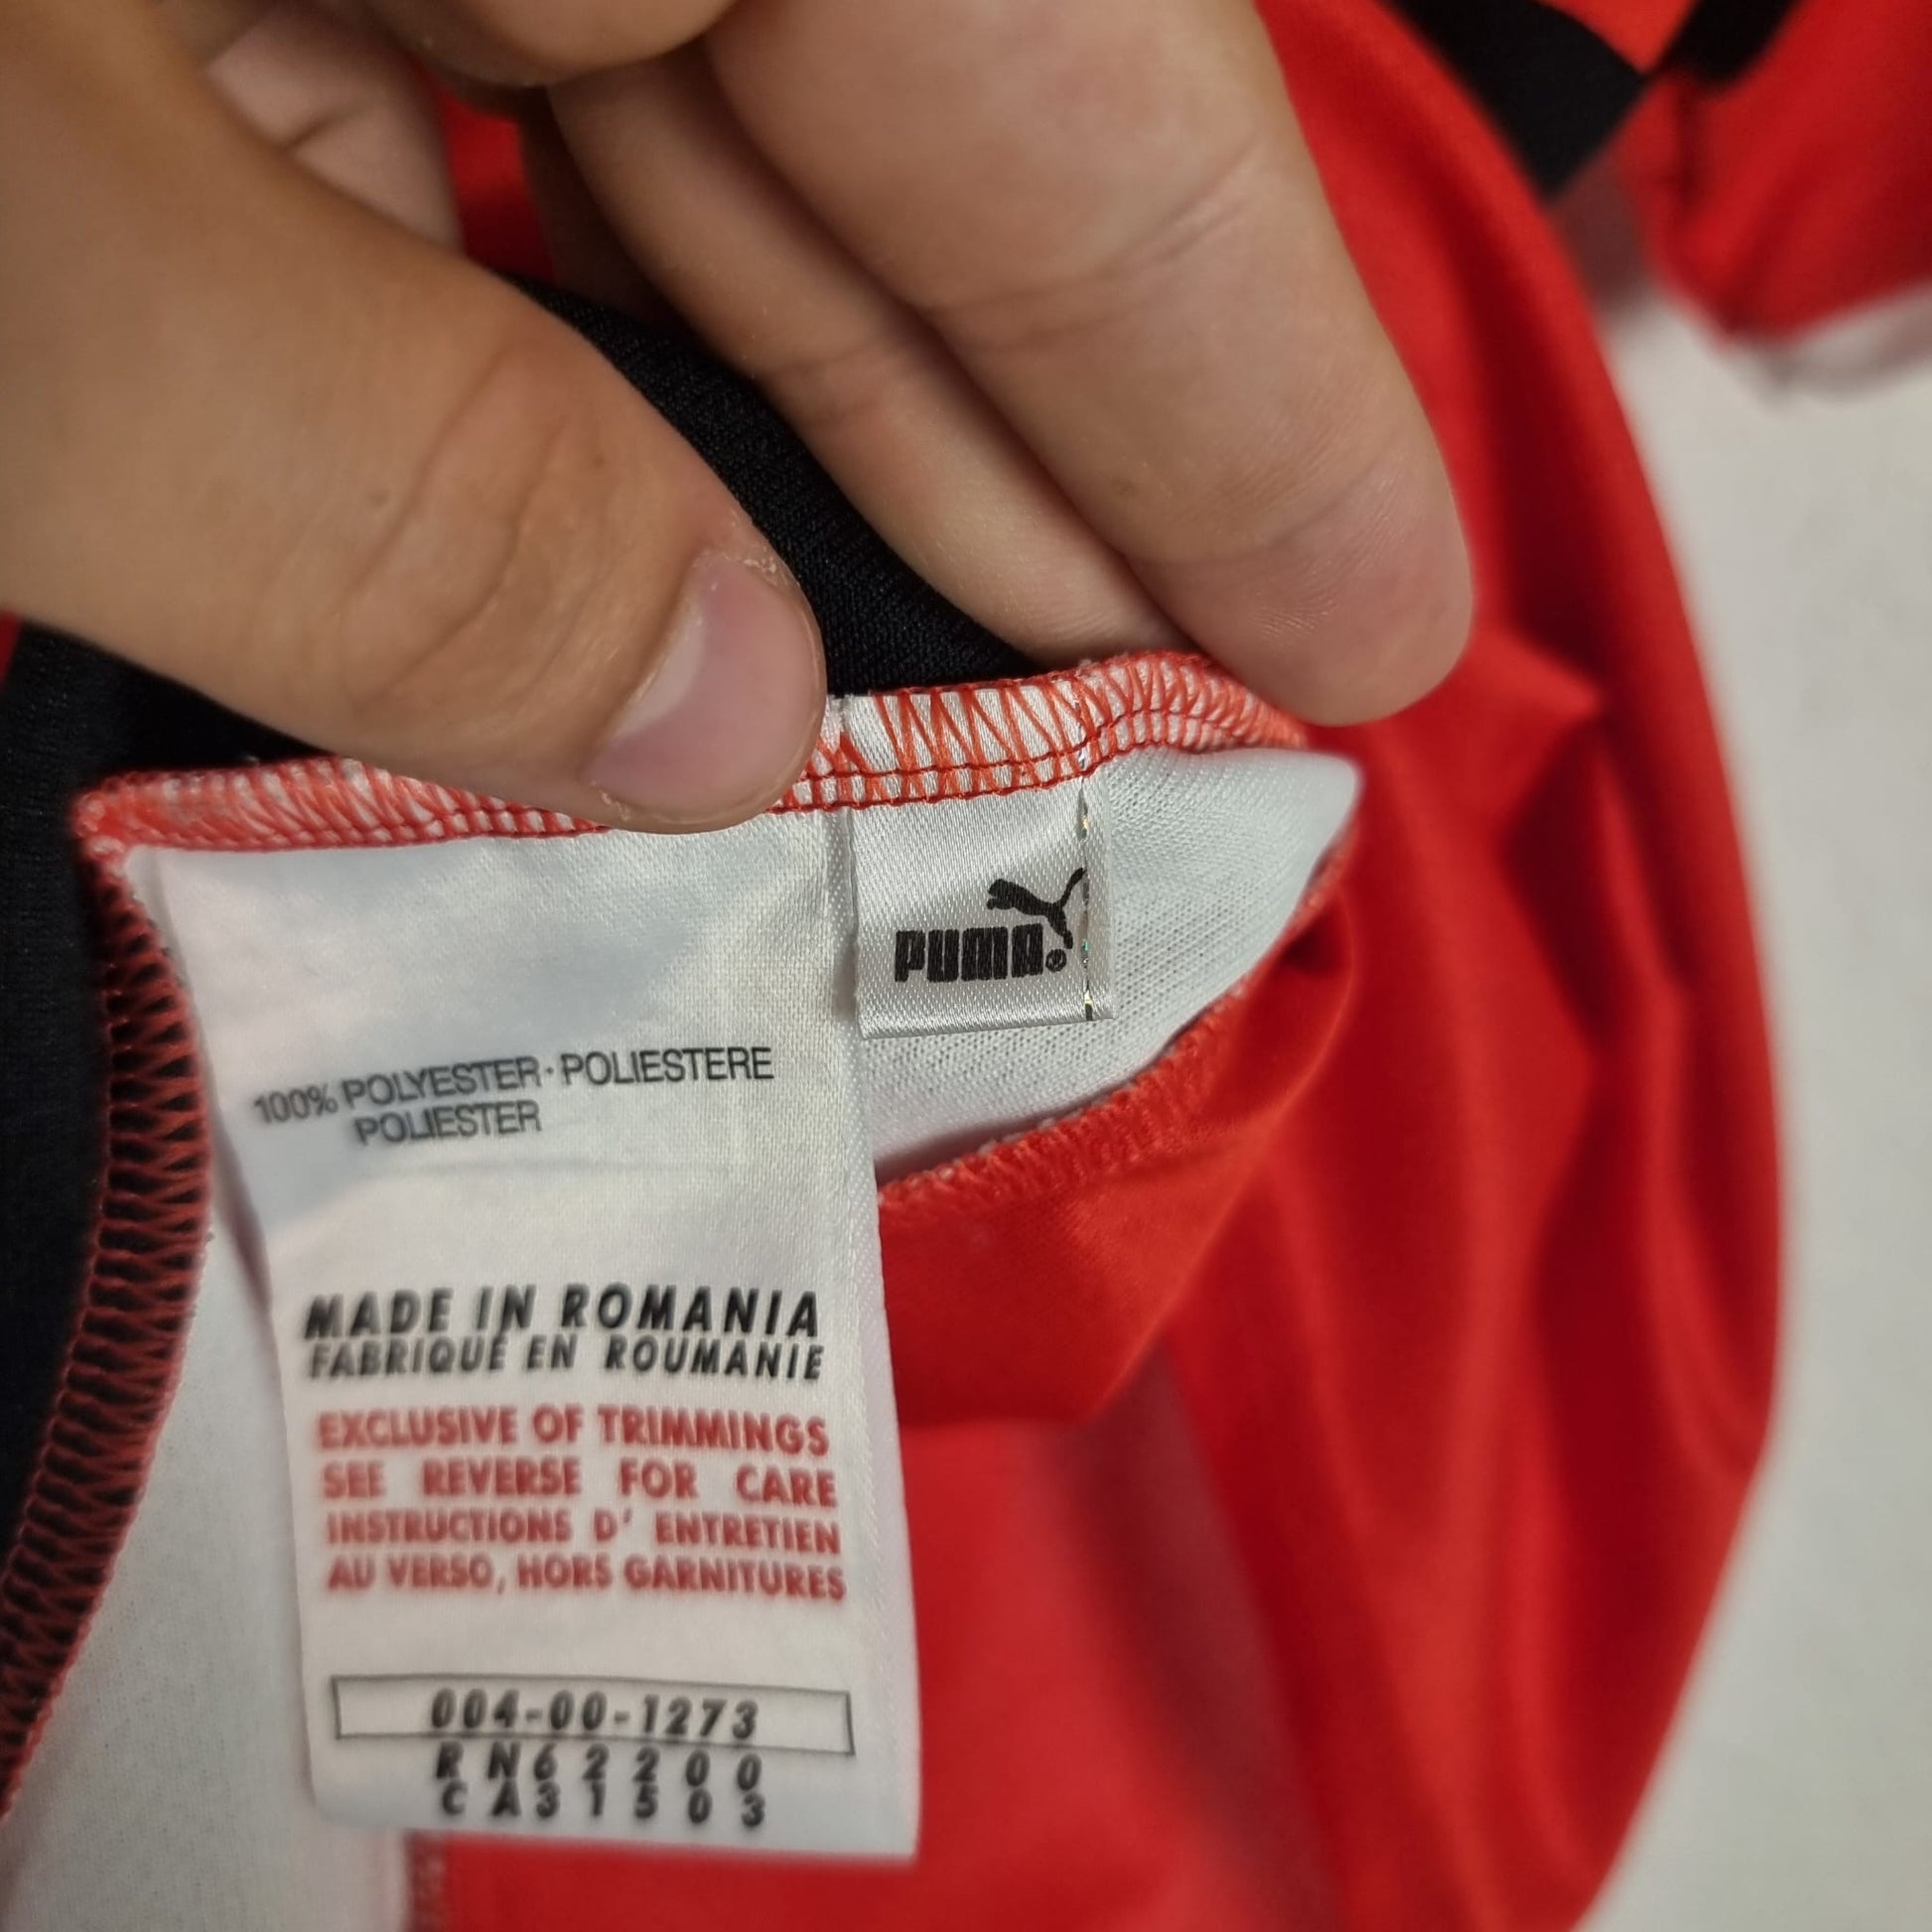 PUMA®
100% POLYESTER · POLIESTERE
POLIESTER
MADE IN ROMANIA
FABRIQUÉ EN ROUMANIE
EXCLUSIVE OF TRIMMINGS
SEE REVERSE FOR CARE
INSTRUCTIONS D' ENTRETIEN
AU VERSO, HORS GARNITURES
004-00-1273
RN62200
CA31503